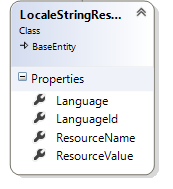 LocaleStringRes...
Class
BaseEntity
Properties
Language
LanguageId
ResourceName
ResourceValue